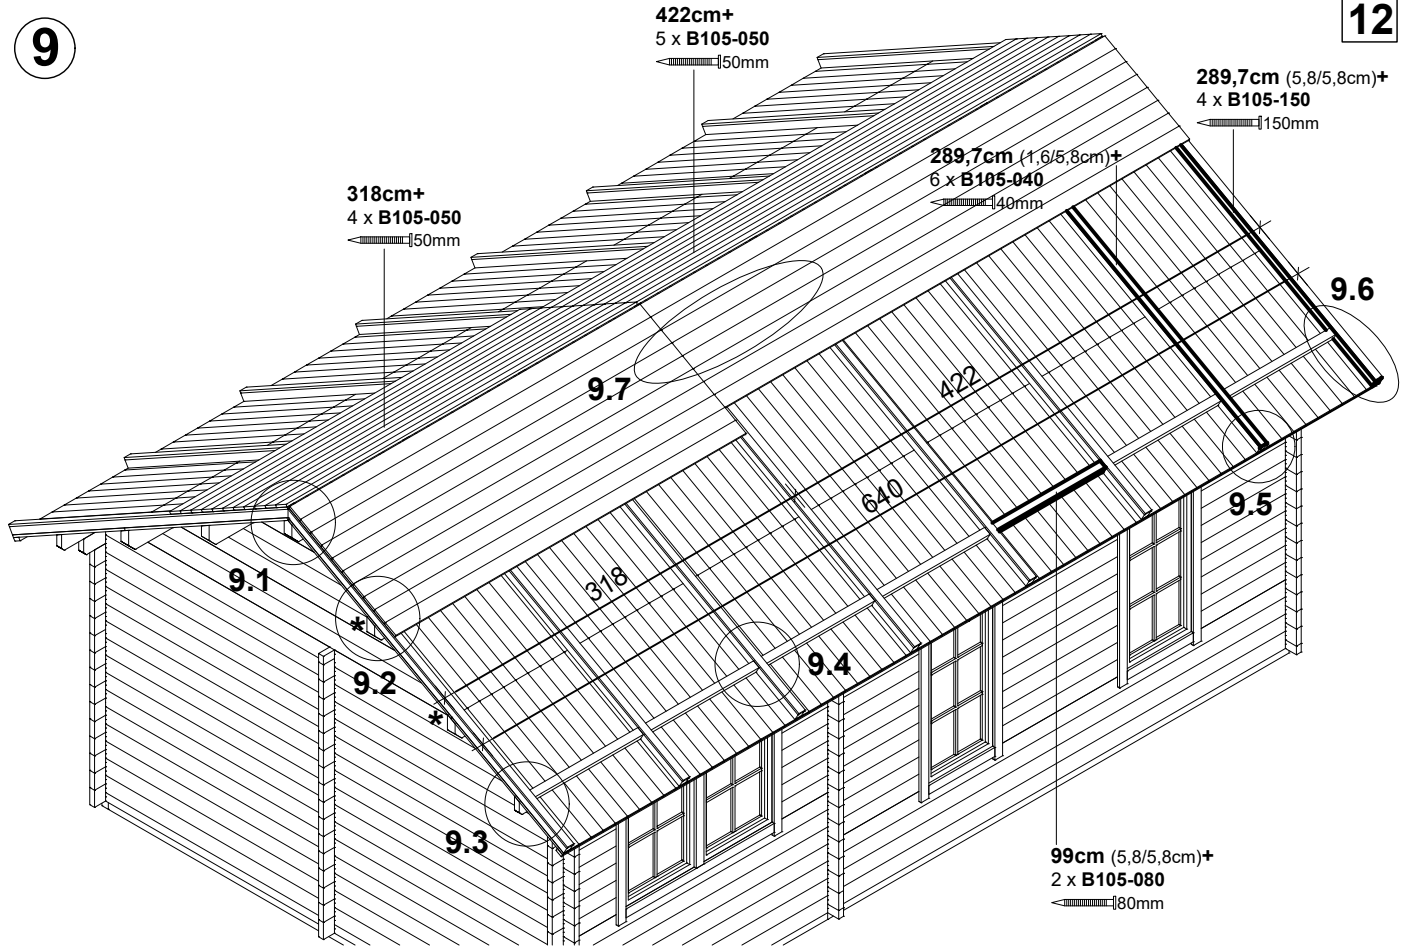 9
12
422cm+
5 x B105-050
50mm
289,7cm (5,8/5,8cm)+
4 x B105-150
150mm
289,7cm (1,6/5,8cm)+
6 x B105-040
40mm
318cm+
4 x B105-050
50mm
9.6
9.7
422
640
318
9.5
9.1
*
9.2
*
9.4
9.3
99cm (5,8/5,8cm)+
2 x B105-080
80mm